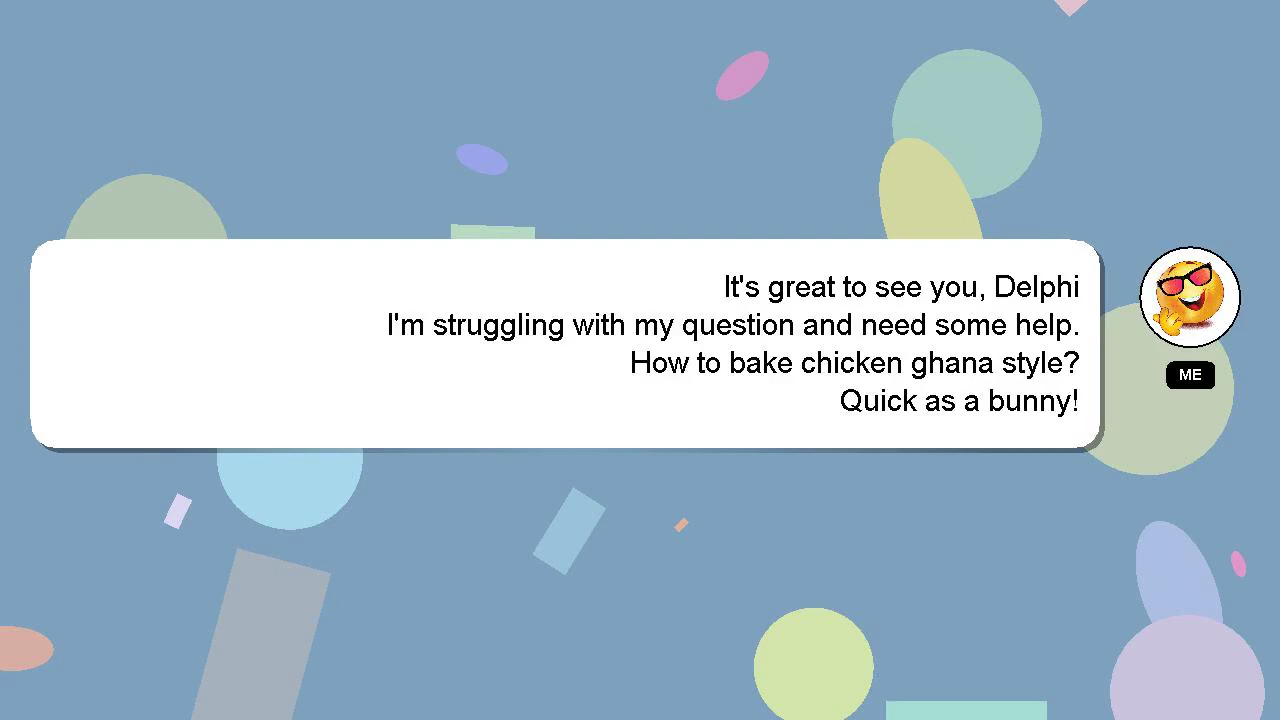 It's great to see you, Delphi
I'm struggling with my question and need some help.
How to bake chicken ghana style?
Quick as a bunny!
ME